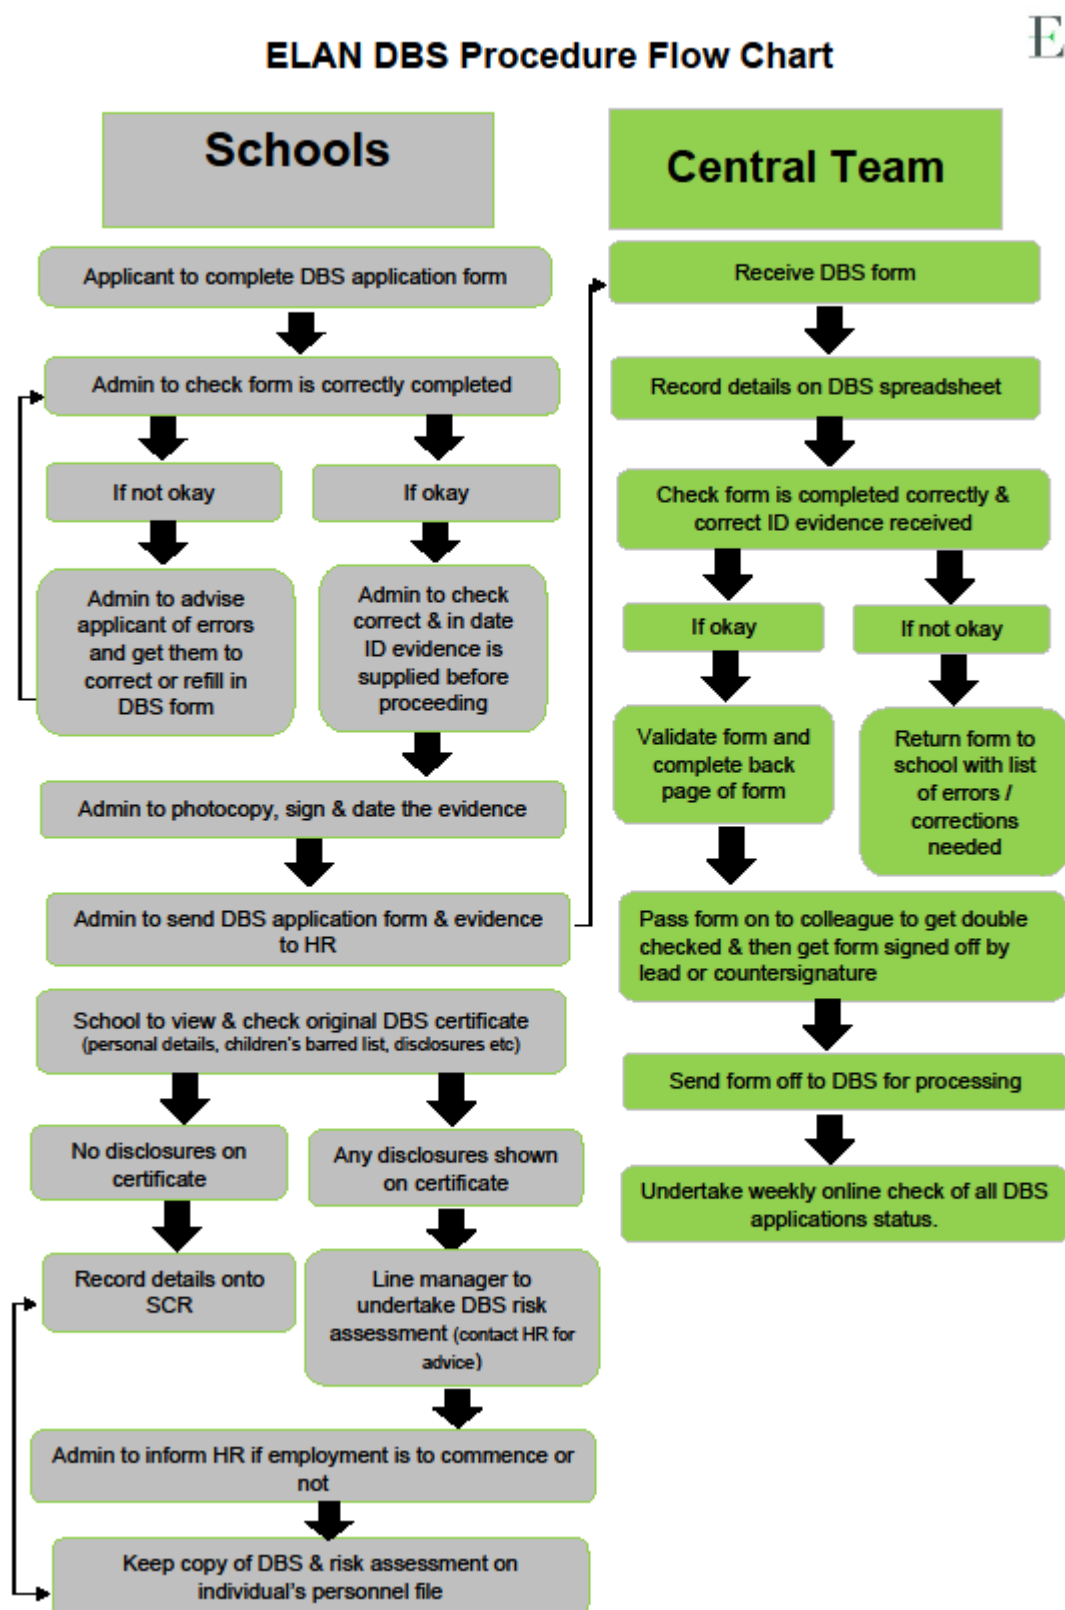 E
ELAN DBS Procedure Flow Chart
Schools
Applicant to complete DBS application form
Admin to check form is correctly completed
If not okay
If okay
Admin to advise
applicant of errors
and get them to
correct or refill in
DBS form
Admin to check
correct & in date
ID evidence is
supplied before
proceeding
Admin to photocopy, sign & date the evidence
Admin to send DBS application form & evidence
to HR
School to view & check original DBS certificate
(personal details, children's barred list, disclosures etc)
No disclosures on
certificate
Any disclosures shown
on certificate
Record details onto
SCR
Line manager to
undertake DBS risk
assessment (contact HR for
advice)
Admin to inform HR if employment is to commence or
not
Keep copy of DBS & risk assessment on
individual's personnel file
Central Team
Receive DBS form
Record details on DBS spreadsheet
Check form is completed correctly &
correct ID evidence received
If okay
If not okay
Validate form and
complete back
page of form
Return form to
school with list
of errors /
corrections
needed
Pass form on to colleague to get double
checked & then get form signed off by
lead or countersignature
Send form off to DBS for processing
Undertake weekly online check of all DBS
applications status.